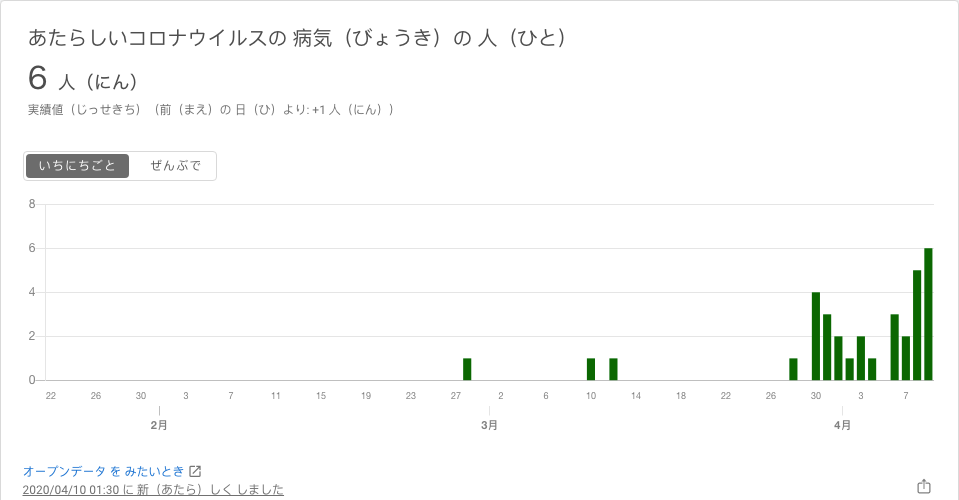 あたらしいコロナウイルスの 病気（びょうき）の 人（ひと）
6 人（にん）
実績値（じっせきち）（前（まえ）の 日（ひ）より: +1 人（にん））
いちにちごと ぜんぶで
8
6
4
2
0
22 26 30 3 7 11 15 19 23 27 2 6 10 14 18 22 26 30 3 7
2月 3月 4月
オープンデータ を みたいとき
2020/04/10 01:30 に 新（あたら）しく しました